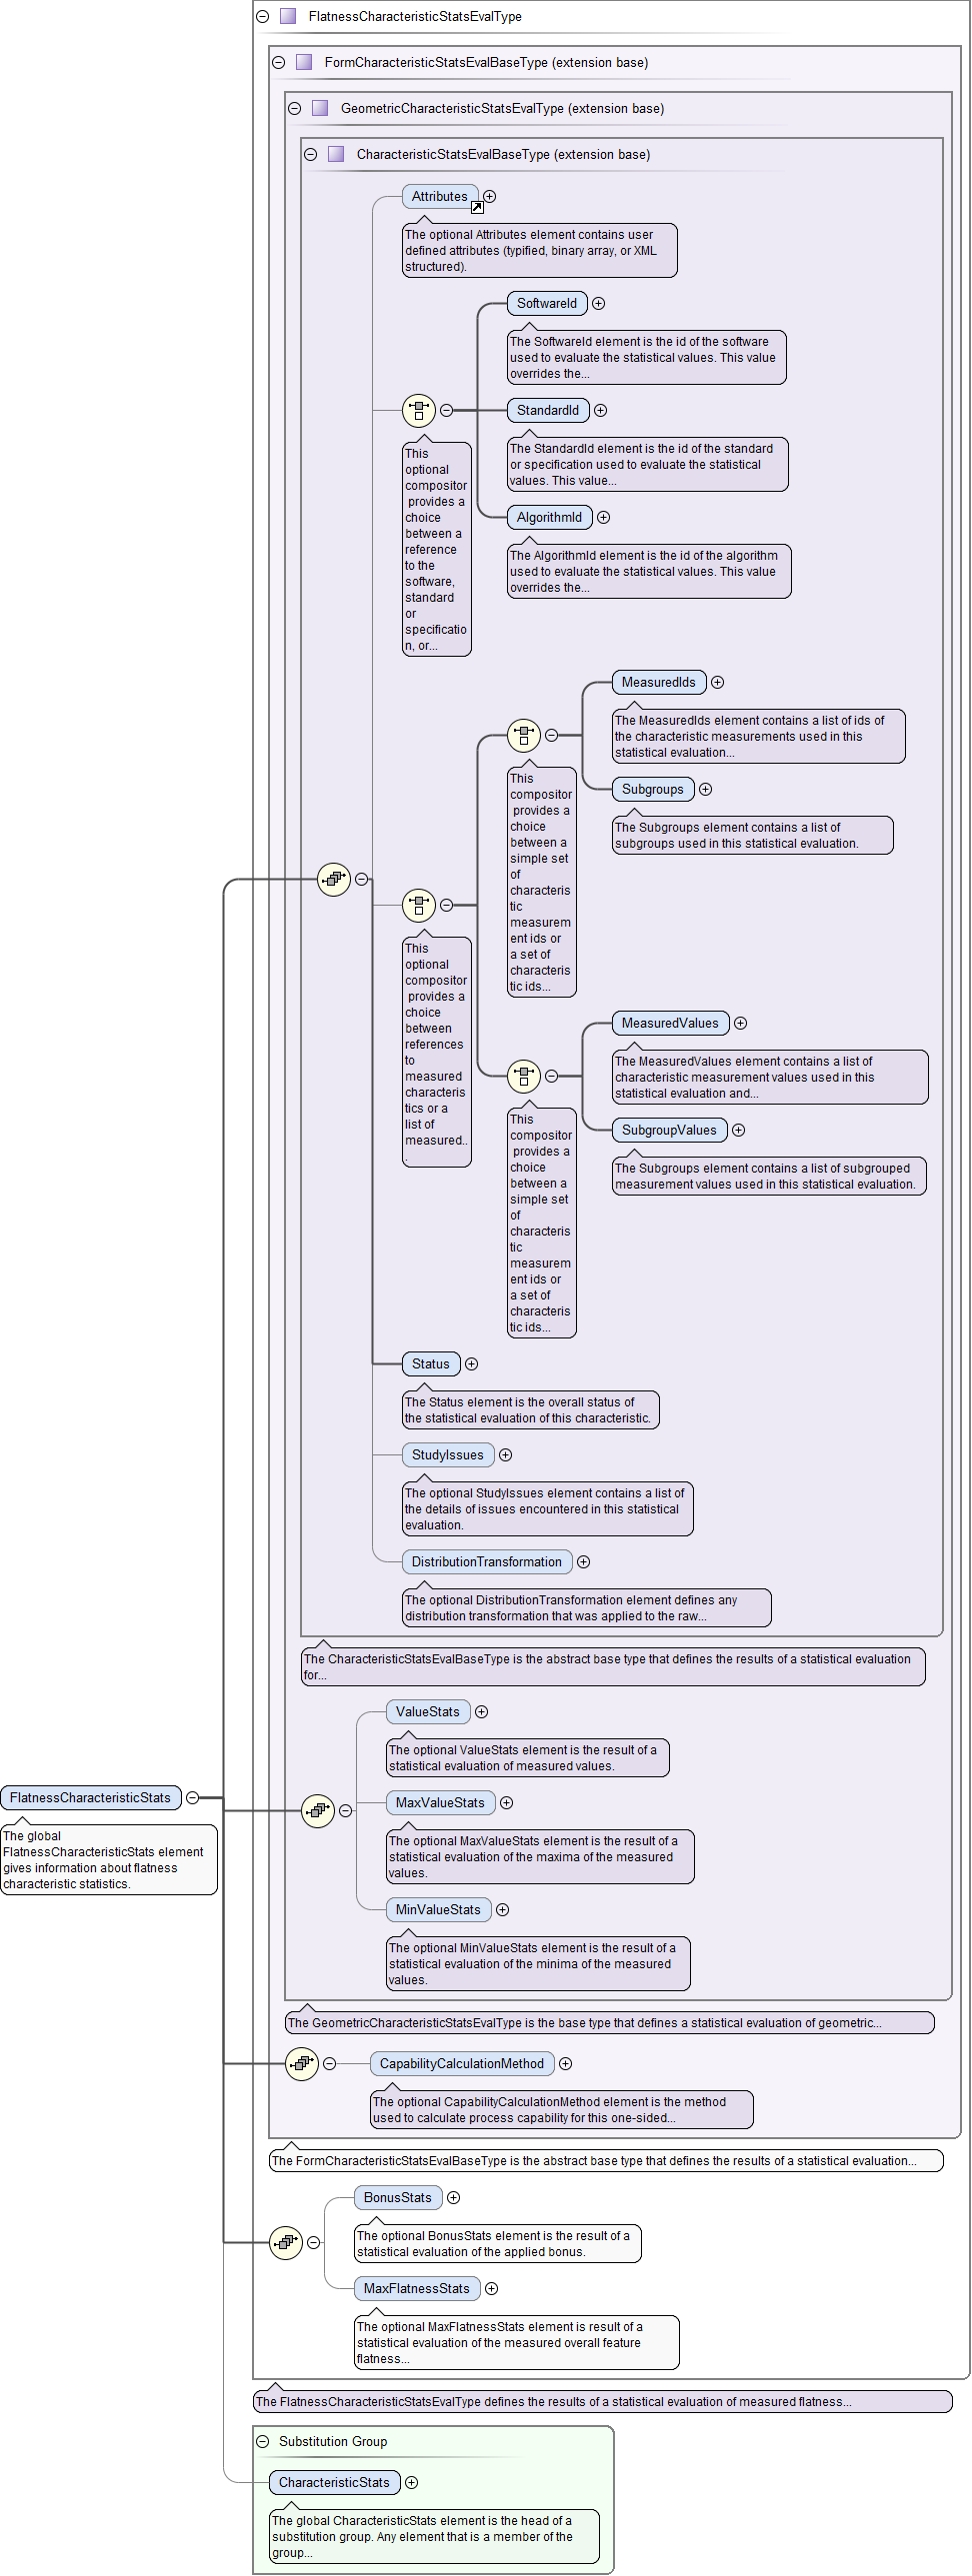 FlatnessCharacteristicStatsEvalType
FormCharacteristicStatsEvalBaseType (extension base)
GeometricCharacteristicStatsEvalType (extension base)
CharacteristicStatsEvalBaseType (extension base)
Attributes
The optional Attributes element contains user
defined attributes (typified, binary array, or XML
structured).
SoftwareId
The SoftwareId element is the id of the software
used to evaluate the statistical values. This value
overrides the...
StandardId
The StandardId element is the id of the standard
or specification used to evaluate the statistical
values. This value...
AlgorithmId
The AlgorithmId element is the id of the algorithm
used to evaluate the statistical values. This value
overrides the...
This
optional
compositor
provides a
choice
between a
reference
to the
software,
standard
or
specificatio
n, or...
MeasuredIds
The MeasuredIds element contains a list of ids of
the characteristic measurements used in this
statistical evaluation...
Subgroups
The Subgroups element contains a list of
subgroups used in this statistical evaluation.
This
compositor
provides a
choice
between a
simple set
of
characteris
tic
measurem
ent ids or
a set of
characteris
tic ids...
This
optional
compositor
provides a
choice
between
references
to
measured
characteris
tics or a
list of
measured..
.
MeasuredValues
The MeasuredValues element contains a list of
characteristic measurement values used in this
statistical evaluation and...
SubgroupValues
The Subgroups element contains a list of subgrouped
measurement values used in this statistical evaluation.
This
compositor
provides a
choice
between a
simple set
of
characteris
tic
measurem
ent ids or
a set of
characteris
tic ids...
Status
The Status element is the overall status of
the statistical evaluation of this characteristic.
StudyIssues
The optional StudyIssues element contains a list of
the details of issues encountered in this statistical
evaluation.
DistributionTransformation
The optional DistributionTransformation element defines any
distribution transformation that was applied to the raw...
The CharacteristicStatsEvalBaseType is the abstract base type that defines the results of a statistical evaluation
for...
ValueStats
The optional ValueStats element is the result of a
statistical evaluation of measured values.
MaxValueStats
The optional MaxValueStats element is the result of a
statistical evaluation of the maxima of the measured
values.
MinValueStats
The optional MinValueStats element is the result of a
statistical evaluation of the minima of the measured
values.
FlatnessCharacteristicStats
The global
FlatnessCharacteristicStats element
gives information about flatness
characteristic statistics.
The GeometricCharacteristicStatsEvalType is the base type that defines a statistical evaluation of geometric...
CapabilityCalculationMethod
The optional CapabilityCalculationMethod element is the method
used to calculate process capability for this one-sided...
The FormCharacteristicStatsEvalBaseType is the abstract base type that defines the results of a statistical evaluation...
BonusStats
The optional BonusStats element is the result of a
statistical evaluation of the applied bonus.
MaxFlatnessStats
The optional MaxFlatnessStats element is result of a
statistical evaluation of the measured overall feature
flatness...
The FlatnessCharacteristicStatsEvalType defines the results of a statistical evaluation of measured flatness...
Substitution Group
CharacteristicStats
The global CharacteristicStats element is the head of a
substitution group. Any element that is a member of the
group...